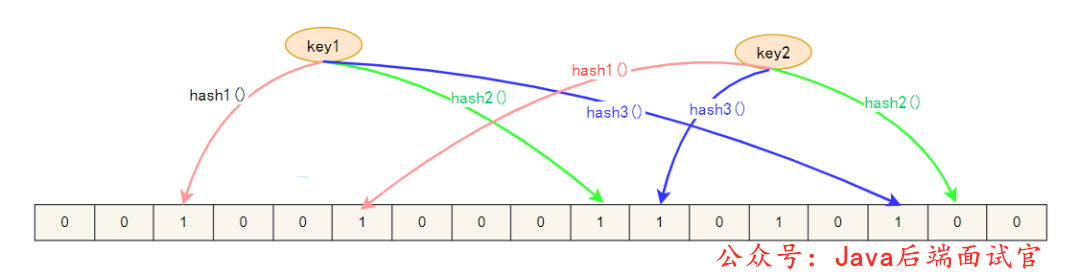 key1
key2
hash1()
hash1()
hash2()
hash2()
hash3()
hash3()
0 0 1 0 0 1 0 0 0 1 1 0 1 0 1 0 0
公众号：Java后端面试官